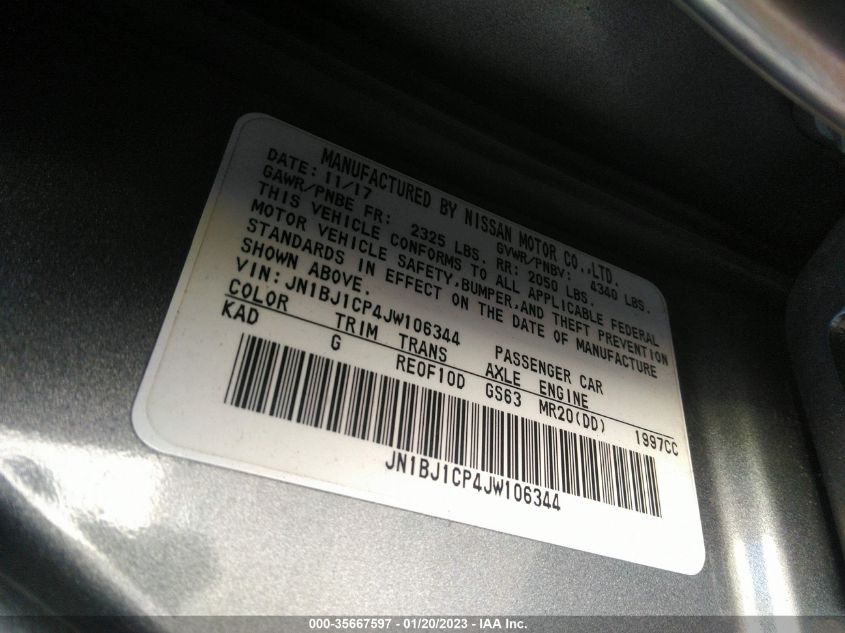 MANUFACTURED BY NISSAN MOTOR CO.,LTD.
DATE: 11/17 GVWR/PNBV: 4340 LBS.
GAWR/PNBE FR: 2325 LBS. RR: 2050 LBS.
THIS VEHICLE CONFORMS TO ALL APPLICABLE FEDERAL
MOTOR VEHICLE SAFETY,BUMPER,AND THEFT PREVENTION
STANDARDS IN EFFECT ON THE DATE OF MANUFACTURE
SHOWN ABOVE.
VIN: JN1BJ1CP4JW106344 PASSENGER CAR
COLOR TRIM TRANS AXLE ENGINE
KAD G RE0F10D GS63 MR20(DD) 1997CC
JN1BJ1CP4JW106344
000-35667597 - 01/20/2023 - IAA Inc.